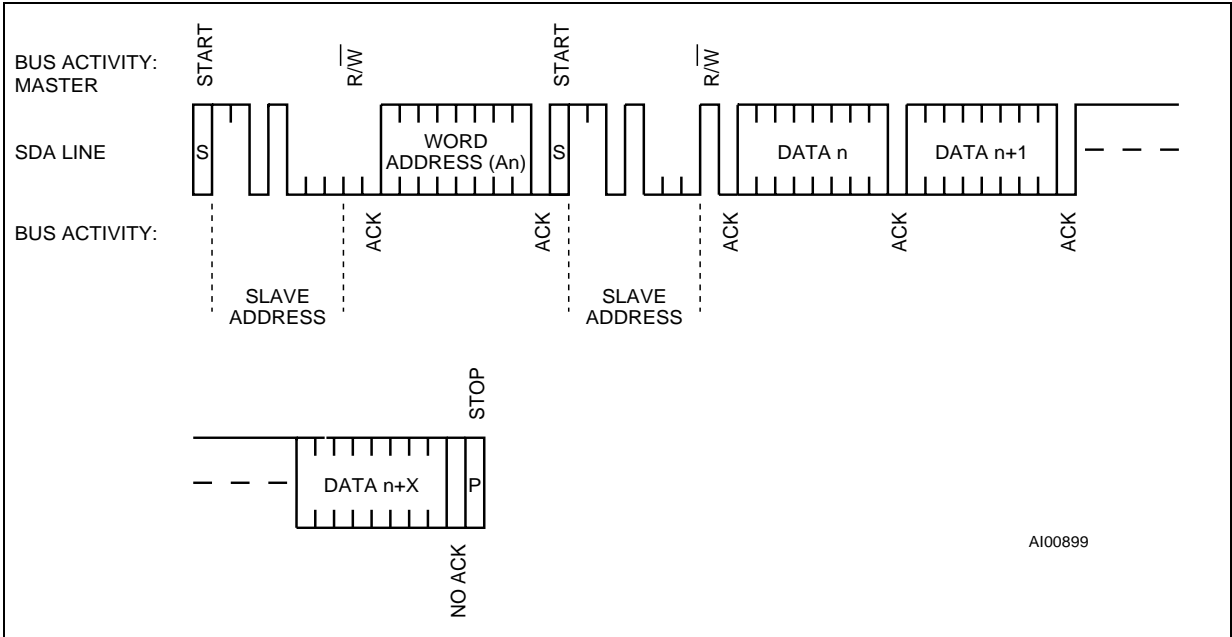 START
R/W
START
R/W
BUS ACTIVITY:
MASTER
SDA LINE
S
WORD
ADDRESS (An)
S
DATA n
DATA n+1
BUS ACTIVITY:
ACK
ACK
ACK
ACK
ACK
SLAVE
ADDRESS
SLAVE
ADDRESS
STOP
DATA n+X
P
NO ACK
AI00899